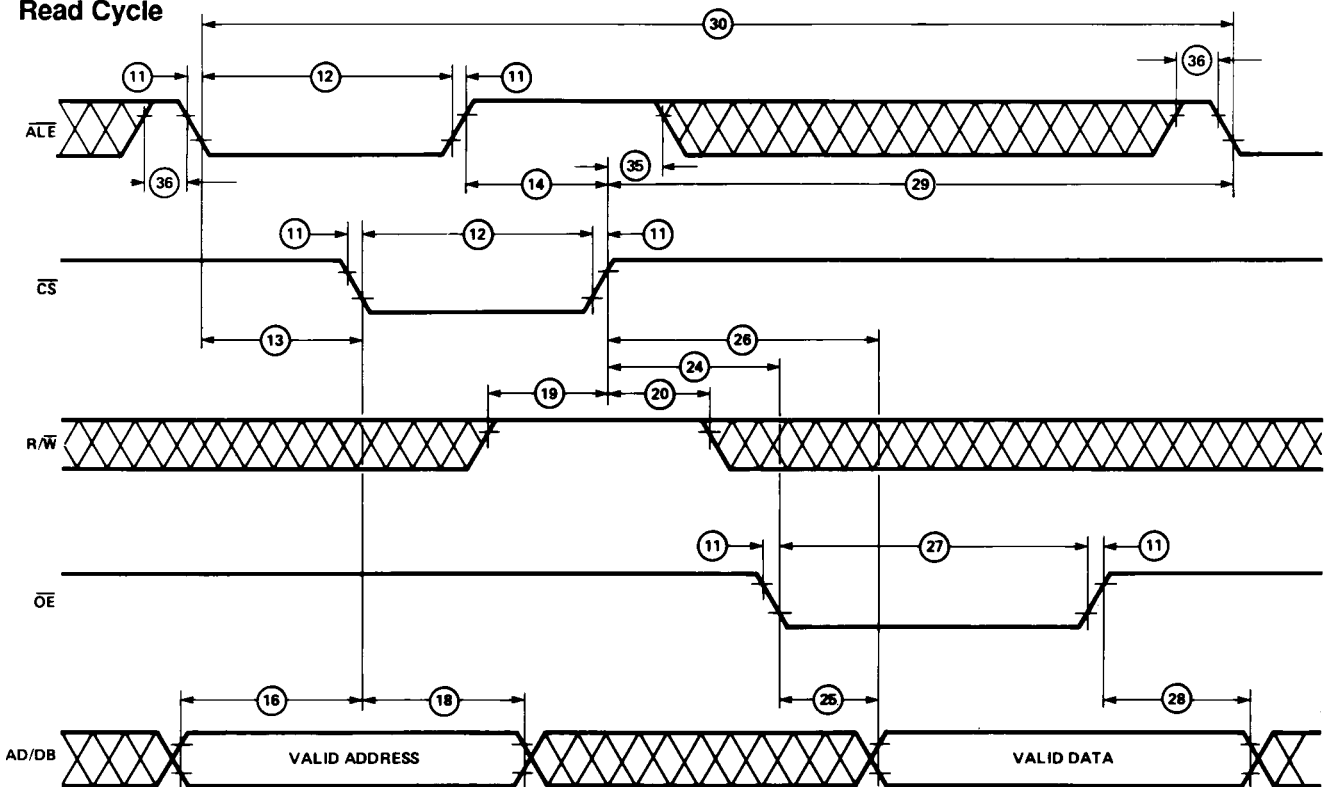 Read Cycle
30
11 12 11 36
ALE
36 14 35 29
11 12 11
CS
13 26
24
19 20
R/W
11 27 11
OE
16 18 25 28
AD/DB VALID ADDRESS VALID DATA